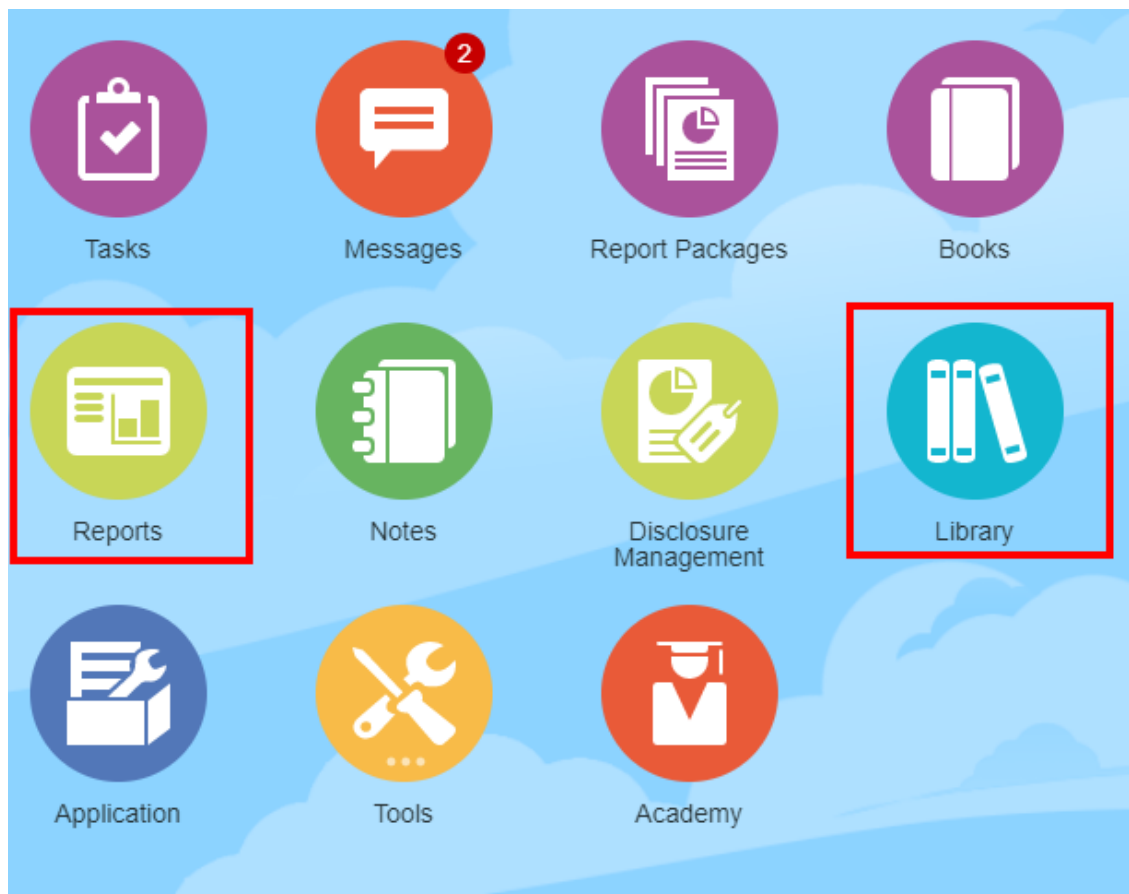 2
Tasks
Messages
Report Packages
Books
Reports
Notes
Disclosure
Management
Library
Application
Tools
Academy